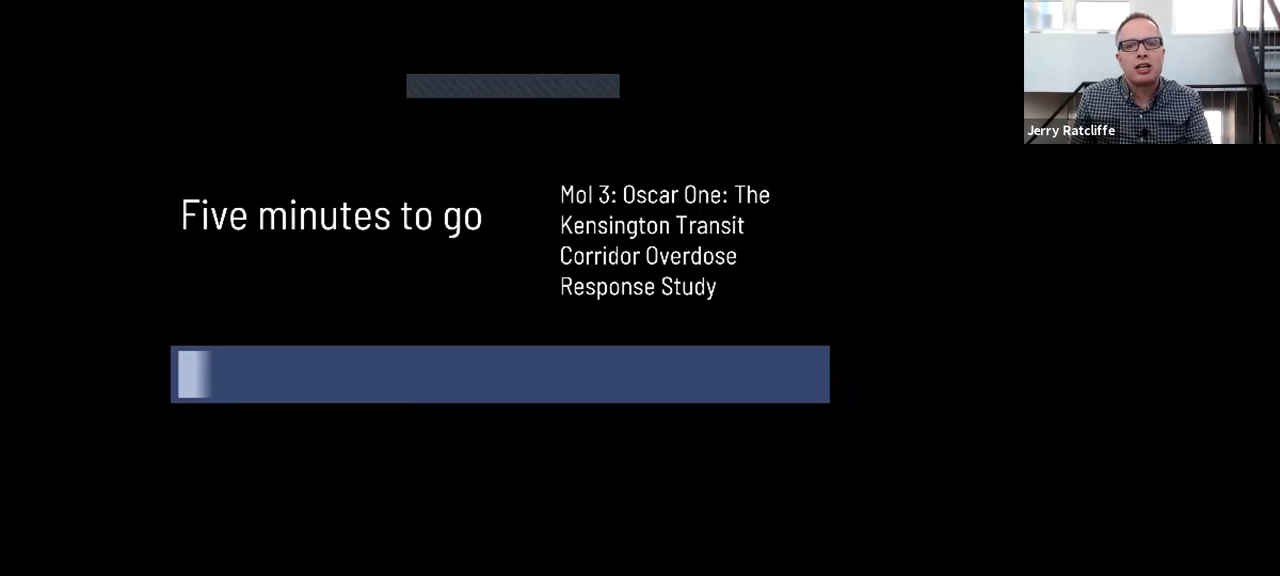 Five minutes to go
Mol 3: Oscar One: The
Kensington Transit
Corridor Overdose
Response Study
Jerry Ratcliffe